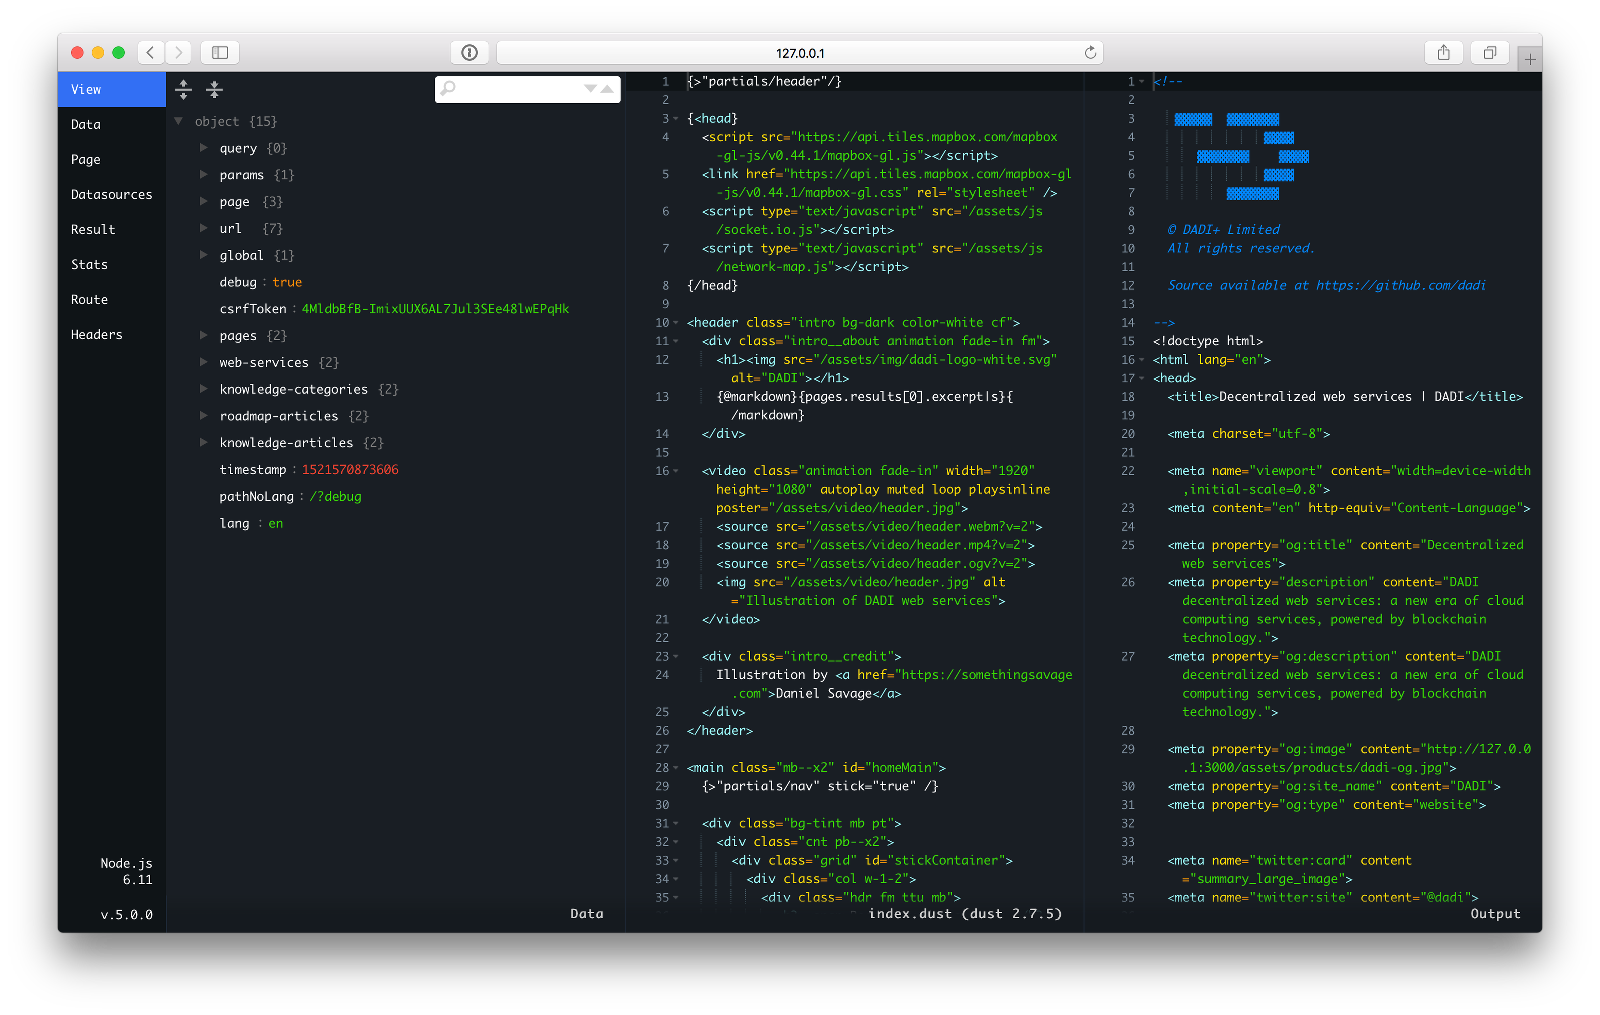 127.0.0.1
View
Data
Page
Datasources
Result
Stats
Route
Headers
Node.js
6.11
v.5.0.0
object {15}
query {0}
params {1}
page {3}
url {7}
global {1}
debug : true
csrfToken : 4MldbBfB-ImixUUX6AL7Jul3SEe48lwEPqHk
pages {2}
web-services {2}
knowledge-categories {2}
roadmap-articles {2}
knowledge-articles {2}
timestamp : 1521570873606
pathNoLang : /?debug
lang : en
Data
1 {>"partials/header"/}
2
3 {<head}
4 <script src="https://api.tiles.mapbox.com/mapbox
-gl-js/v0.44.1/mapbox-gl.js"></script>
5 <link href="https://api.tiles.mapbox.com/mapbox-gl
-js/v0.44.1/mapbox-gl.css" rel="stylesheet" />
6 <script type="text/javascript" src="/assets/js
/socket.io.js"></script>
7 <script type="text/javascript" src="/assets/js
/network-map.js"></script>
8 {/head}
9
10 <header class="intro bg-dark color-white cf">
11 <div class="intro__about animation fade-in fm">
12 <h1><img src="/assets/img/dadi-logo-white.svg"
alt="DADI"></h1>
13 {@markdown}{pages.results[0].excerpt|s}{
/markdown}
14 </div>
15
16 <video class="animation fade-in" width="1920"
height="1080" autoplay muted loop playsinline
poster="/assets/video/header.jpg">
17 <source src="/assets/video/header.webm?v=2">
18 <source src="/assets/video/header.mp4?v=2">
19 <source src="/assets/video/header.ogv?v=2">
20 <img src="/assets/video/header.jpg" alt
="Illustration of DADI web services">
21 </video>
22
23 <div class="intro__credit">
24 Illustration by <a href="https://somethingsavage
.com">Daniel Savage</a>
25 </div>
26 </header>
27
28 <main class="mb--x2" id="homeMain">
29 {>"partials/nav" stick="true" /}
30
31 <div class="bg-tint mb pt">
32 <div class="cnt pb--x2">
33 <div class="grid" id="stickContainer">
34 <div class="col w-1-2">
35 <div class="hdr fm ttu mb">
index.dust (dust 2.7.5)
1 <!--
2
3
4
5
6
7
8
9 © DADI+ Limited
10 All rights reserved.
11
12 Source available at https://github.com/dadi
13
14 -->
15 <!doctype html>
16 <html lang="en">
17 <head>
18 <title>Decentralized web services | DADI</title>
19
20 <meta charset="utf-8">
21
22 <meta name="viewport" content="width=device-width
,initial-scale=0.8">
23 <meta content="en" http-equiv="Content-Language">
24
25 <meta property="og:title" content="Decentralized
web services">
26 <meta property="description" content="DADI
decentralized web services: a new era of cloud
computing services, powered by blockchain
technology.">
27 <meta property="og:description" content="DADI
decentralized web services: a new era of cloud
computing services, powered by blockchain
technology.">
28
29 <meta property="og:image" content="http://127.0.0
.1:3000/assets/products/dadi-og.jpg">
30 <meta property="og:site_name" content="DADI">
31 <meta property="og:type" content="website">
32
33
34 <meta name="twitter:card" content
="summary_large_image">
35 <meta name="twitter:site" content="@dadi">
Output